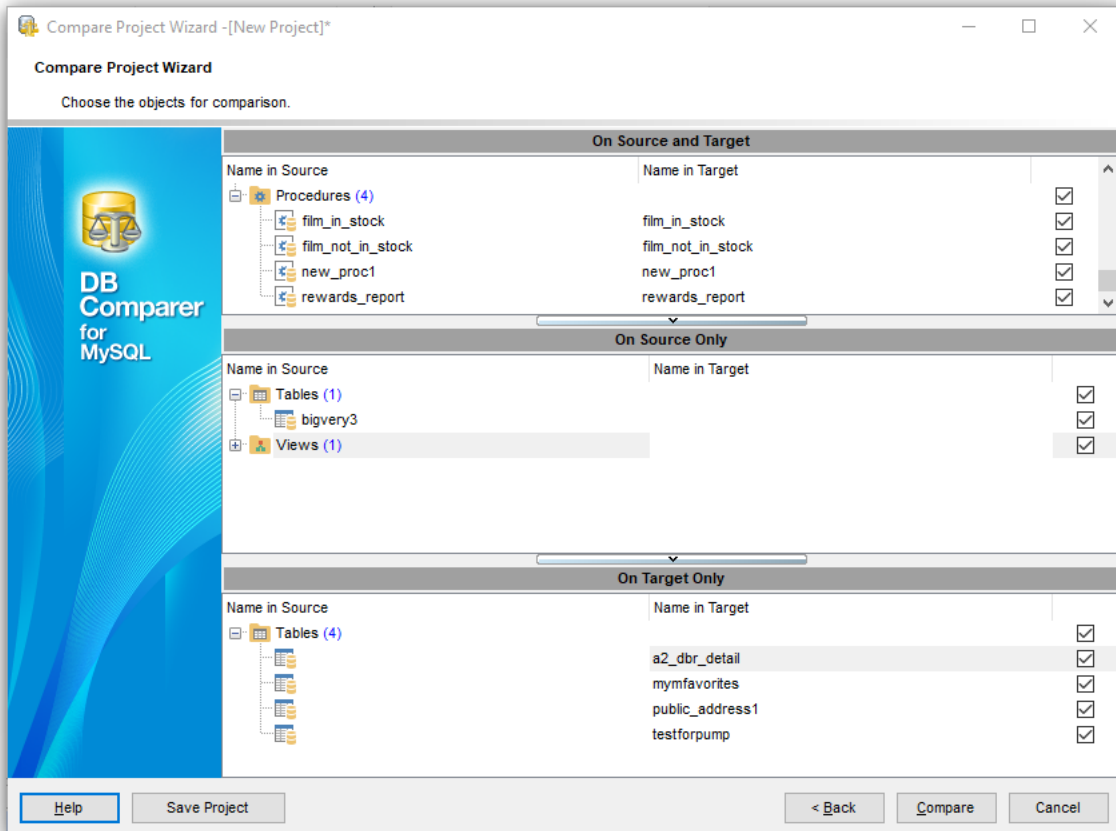 Compare Project Wizard -[New Project]*
Compare Project Wizard
Choose the objects for comparison.
DB
Comparer
for
MySQL
On Source and Target
Name in Source Name in Target
Procedures (4)
film_in_stock film_in_stock
film_not_in_stock film_not_in_stock
new_proc1 new_proc1
rewards_report rewards_report
On Source Only
Name in Source Name in Target
Tables (1)
bigvery3
Views (1)
On Target Only
Name in Source Name in Target
Tables (4)
a2_dbr_detail
mymfavorites
public_address1
testforpump
Help Save Project < Back Compare Cancel